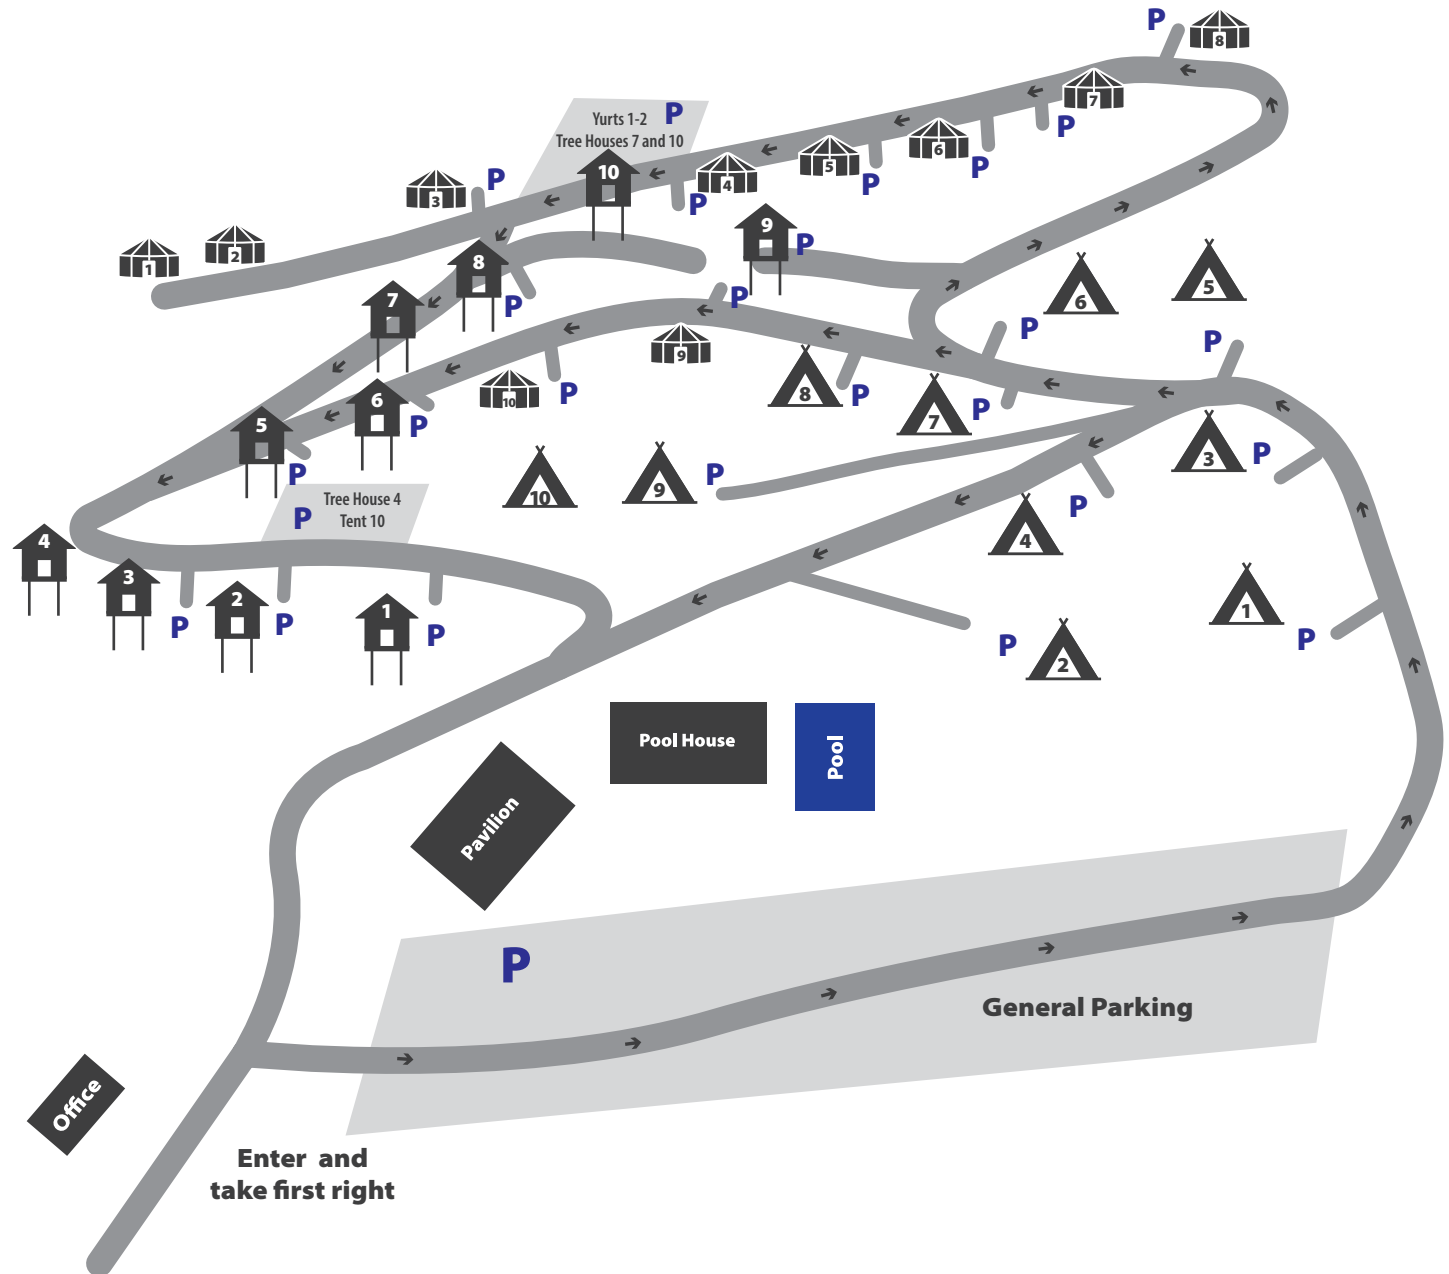 P
8
7
P
Yurts 1-2
P
Tree Houses 7 and 10
6
P
5
P
10
4
P
3
P
9
P
2
1
8
P
7
P
6
5
P
9
P
8
P
7
P
10
P
6
P
5
P
3
P
9
P
10
4
P
Tree House 4
P
Tent 10
4
3
P
2
P
1
P
1
P
2
P
Pool House
Pool
Pavilion
P
General Parking
Office
Enter and
take first right